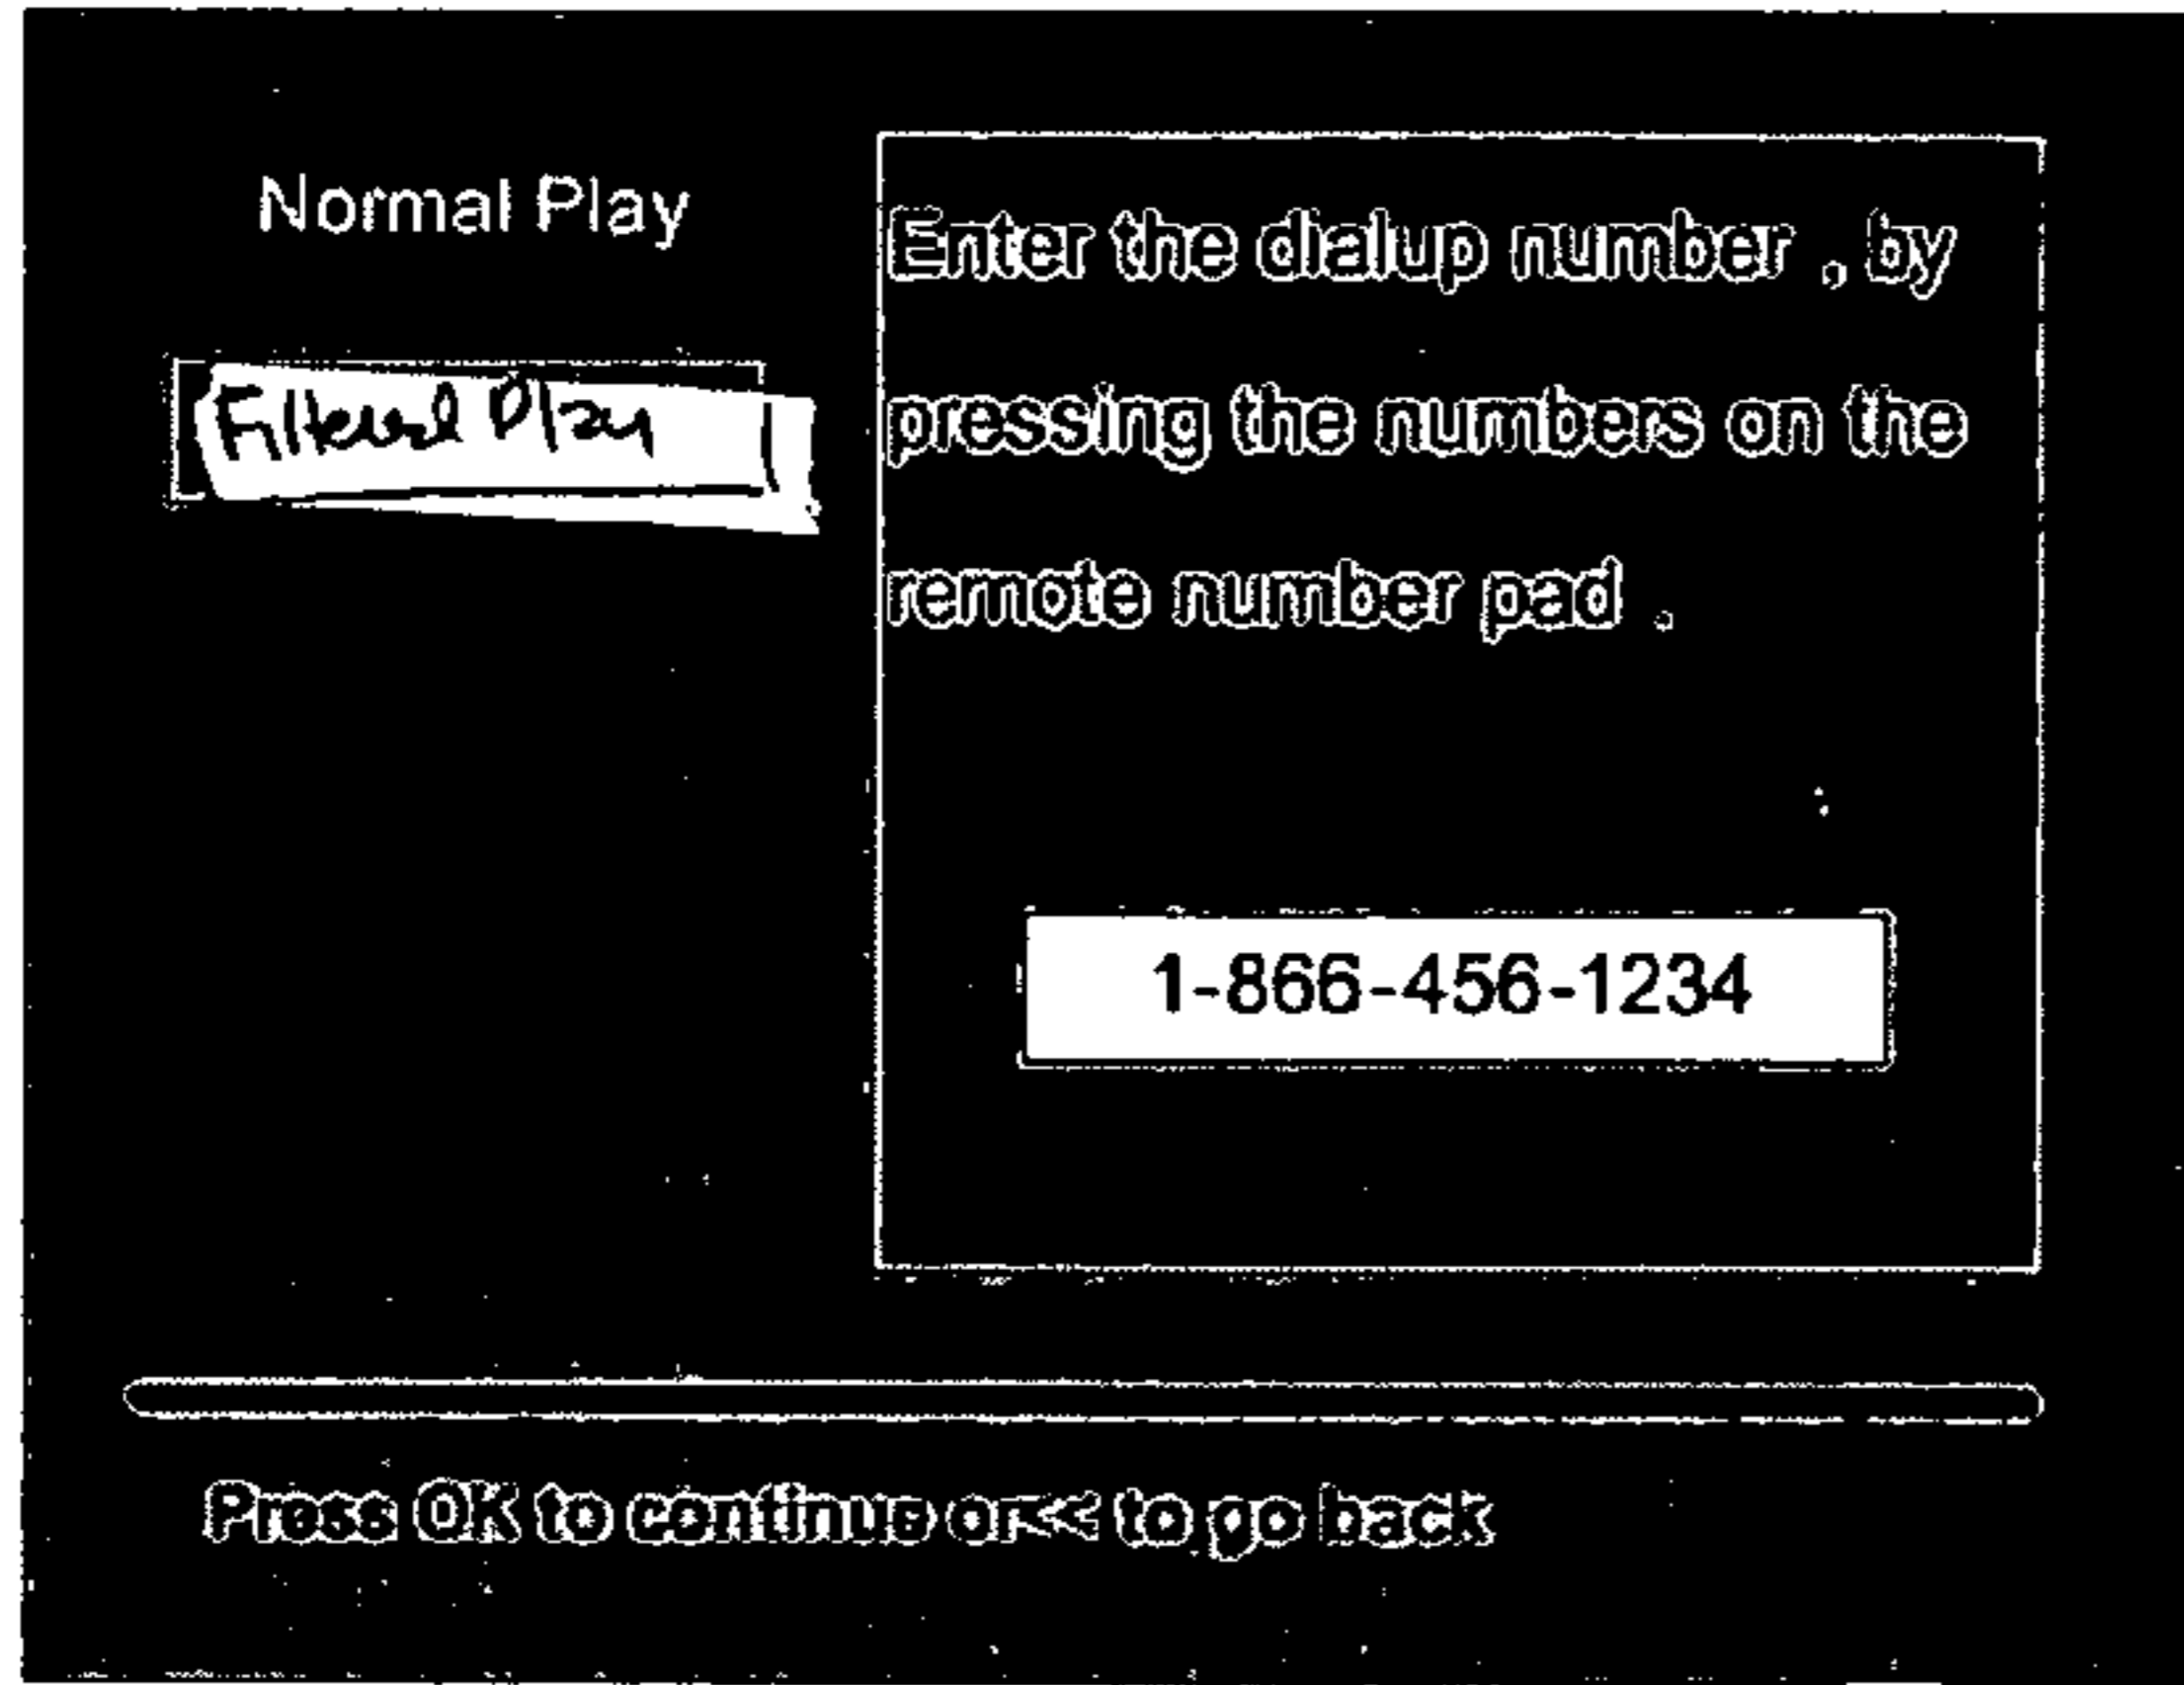 Normal Play
Filtered Play
Enter the dialup number , by
pressing the numbers on the
remote number pad .
1-866-456-1234
Press OK to continue or<< to go back